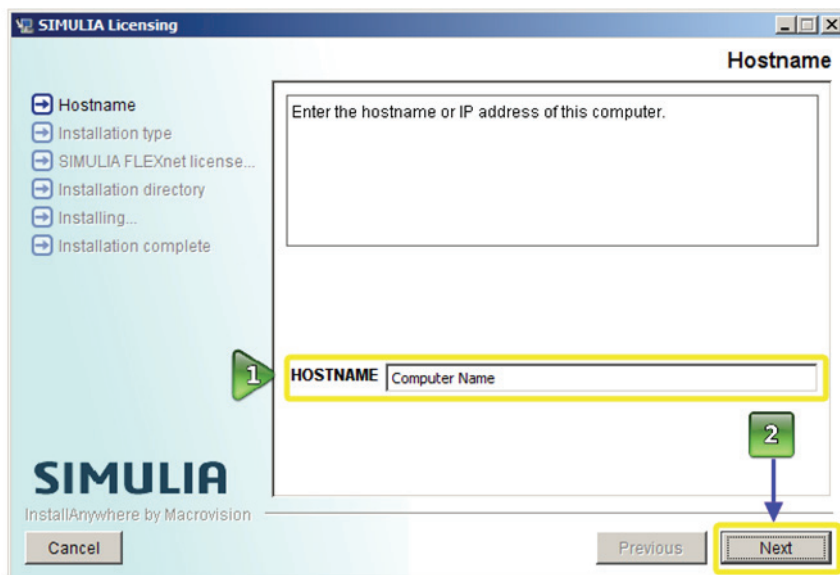 SIMULIA Licensing
Hostname
Hostname
Installation type
SIMULIA FLEXnet license...
Installation directory
Installing...
Installation complete
Enter the hostname or IP address of this computer.
1
HOSTNAME Computer Name
2
SIMULIA
InstallAnywhere by Macrovision
Cancel
Previous
Next